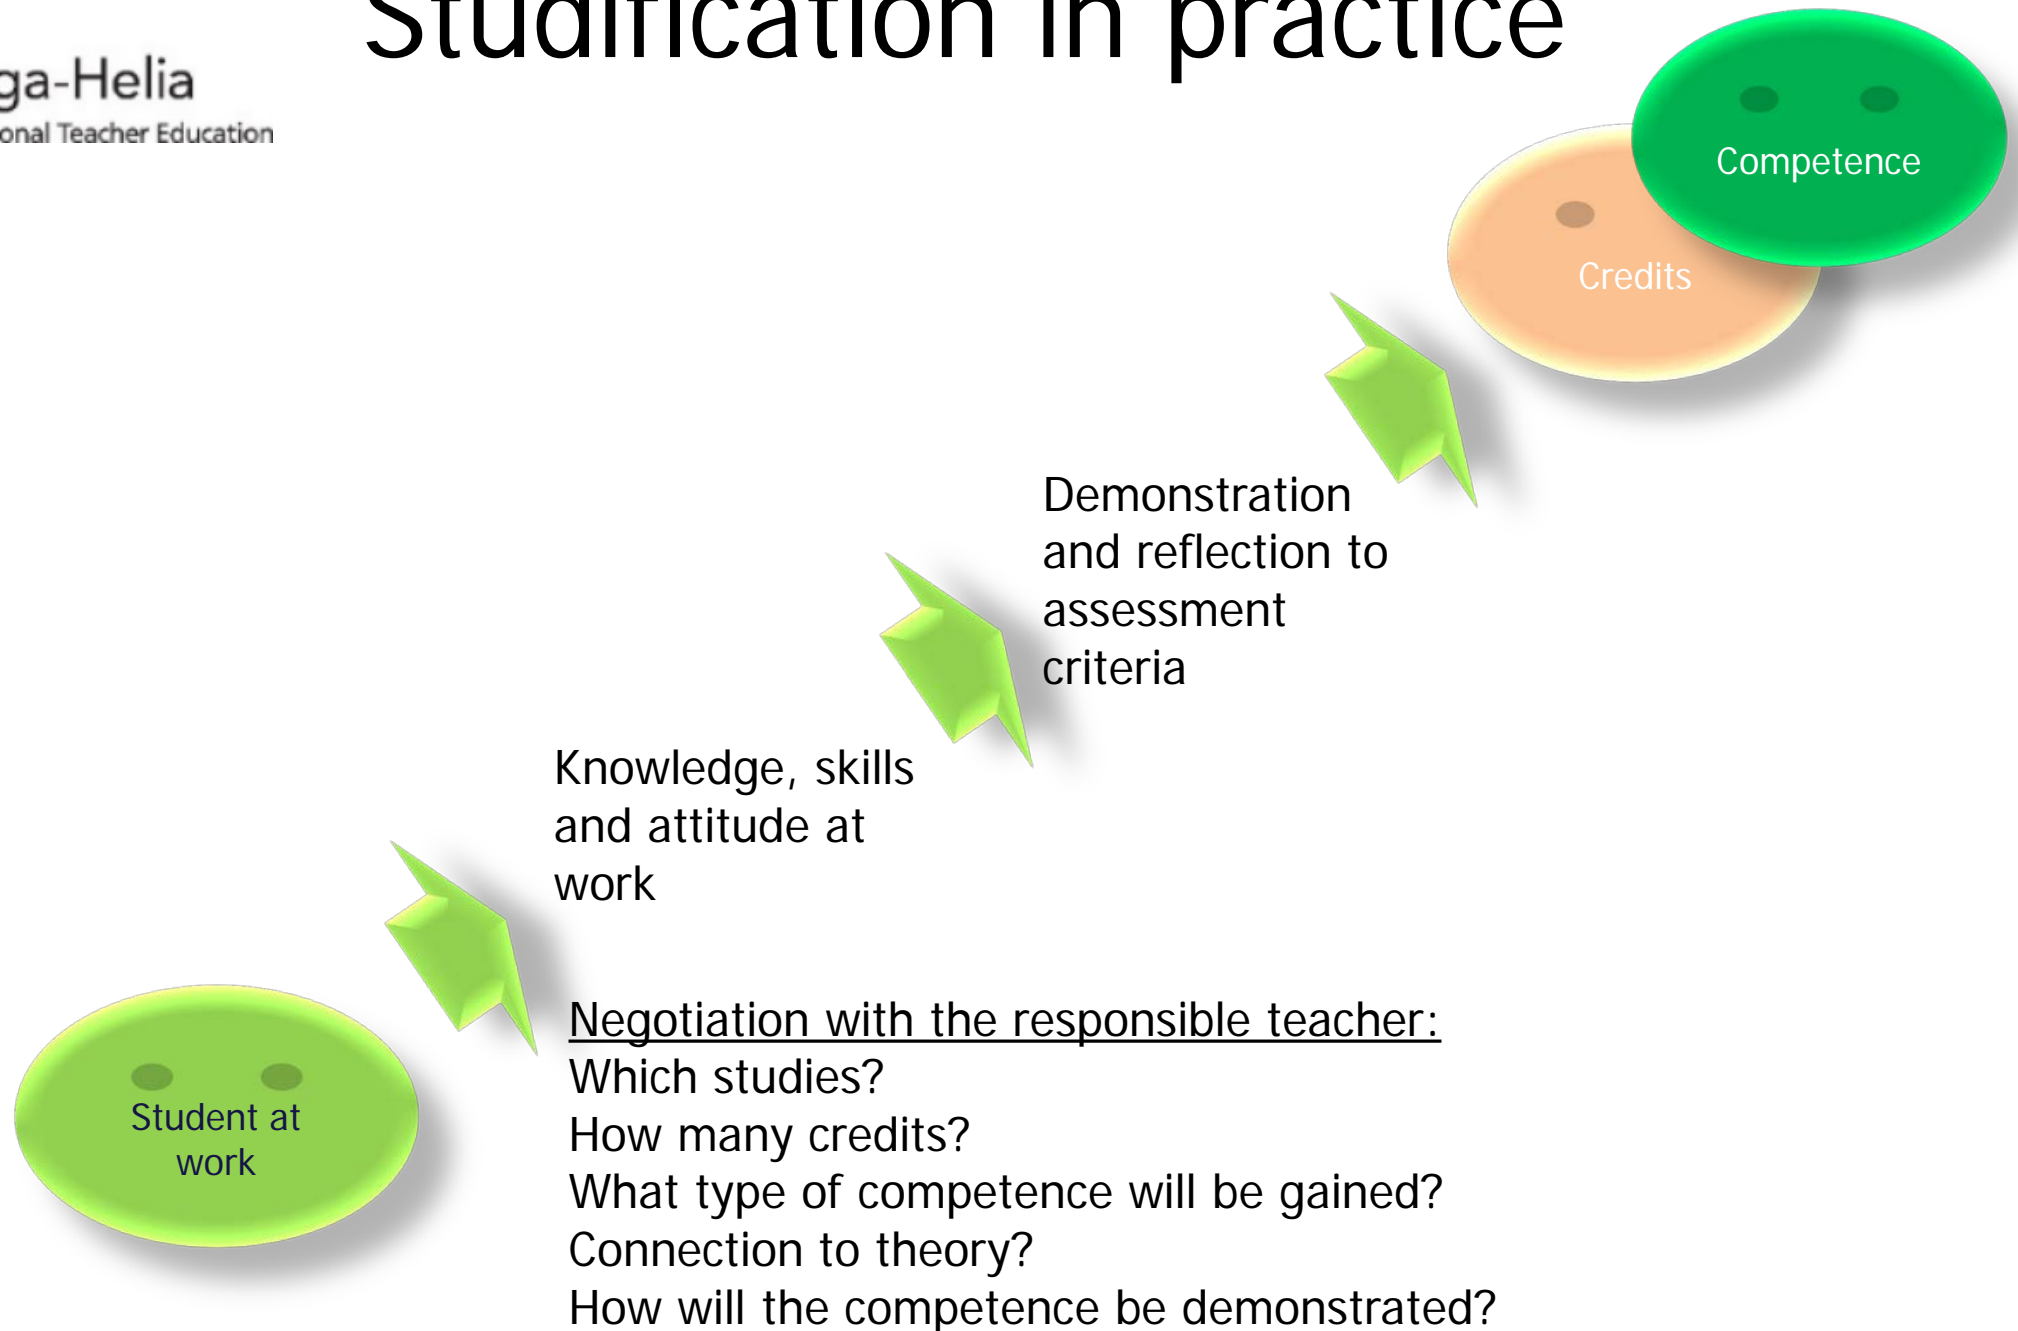 Studification in practice
ga-Helia
onal Teacher Education
Competence
Credits
Demonstration
and reflection to
assessment
criteria
Knowledge, skills
and attitude at
work
Student at
work
Negotiation with the responsible teacher:
Which studies?
How many credits?
What type of competence will be gained?
Connection to theory?
How will the competence be demonstrated?